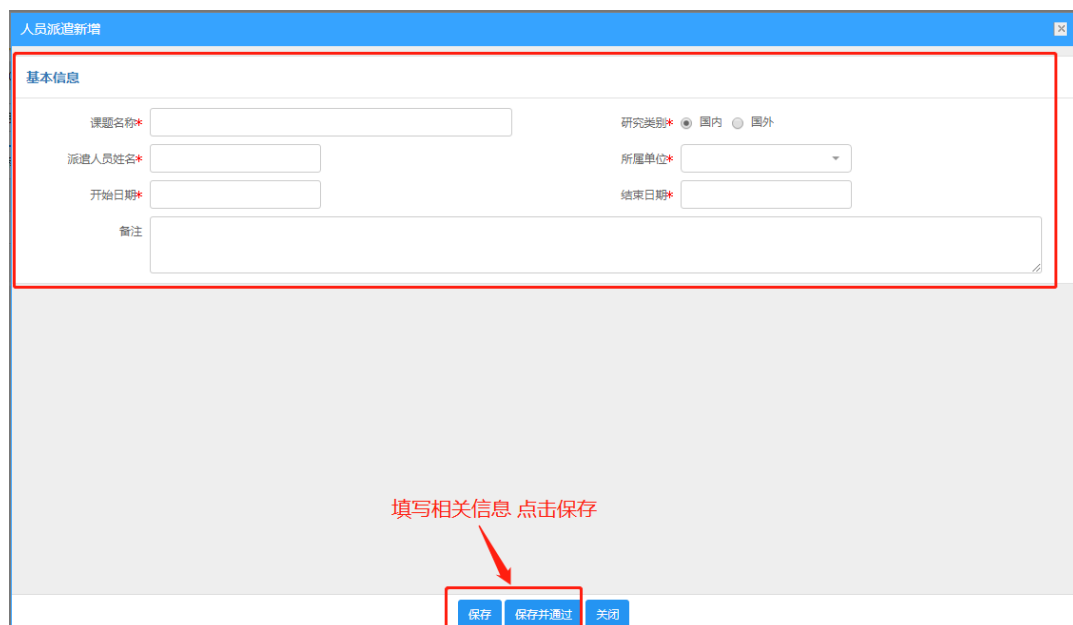 人员派遣新增
基本信息
课题名称* 研究类别* 国内 国外
派遣人员姓名* 所属单位*
开始日期* 结束日期*
备注
填写相关信息 点击保存
保存 保存并通过 关闭